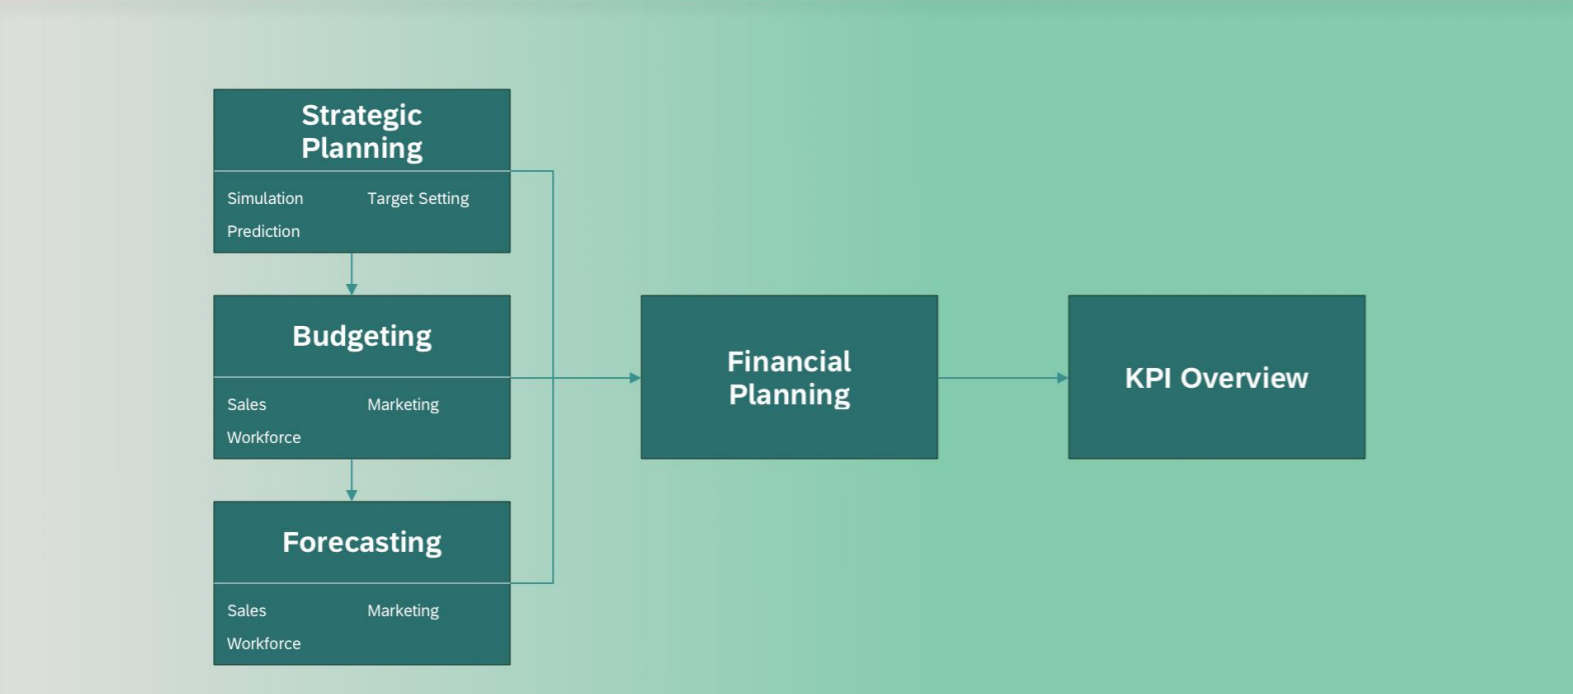 Strategic
Planning
Simulation
Target Setting
Prediction
Budgeting
Sales
Marketing
Workforce
Forecasting
Sales
Marketing
Workforce
Financial
Planning
KPI Overview